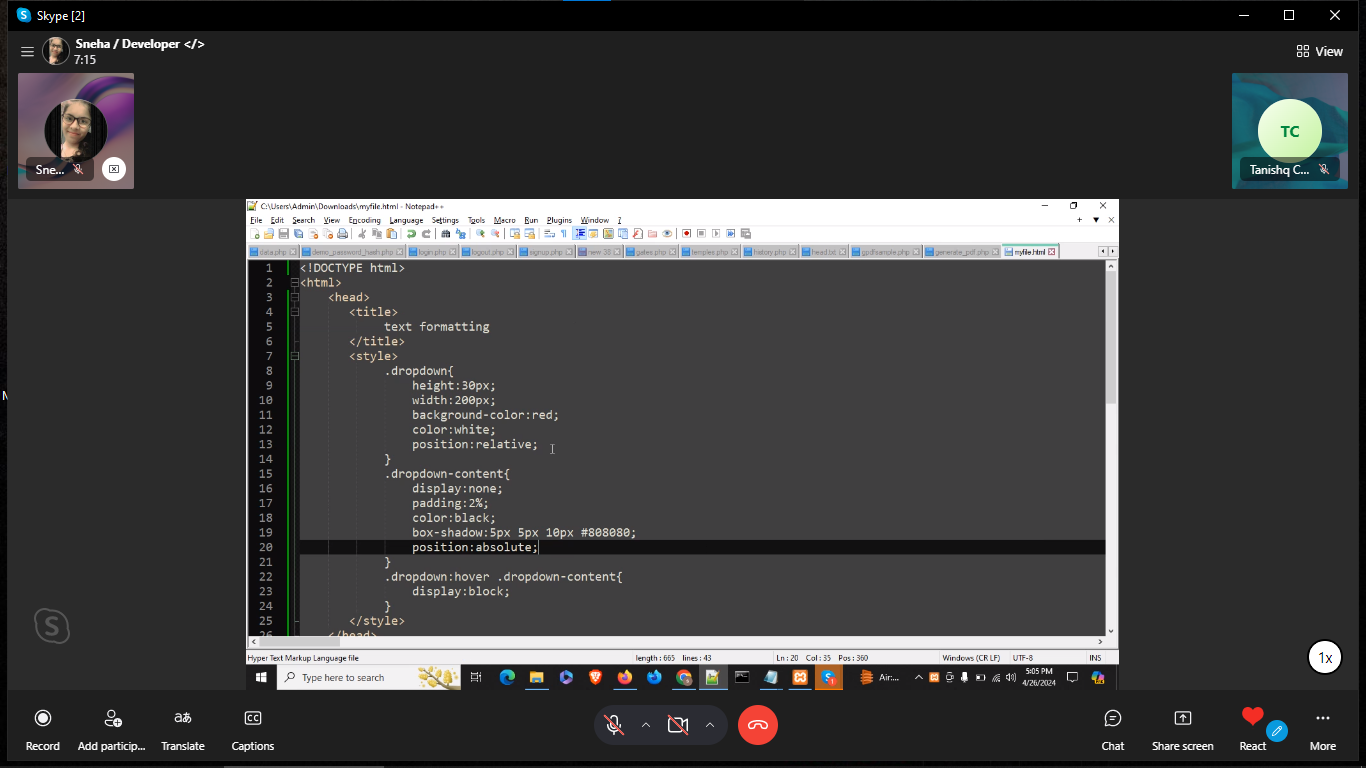 Skype [2]
Sneha / Developer </>
7:15
View
Sne...
TC
Tanishq C...
C:\Users\Admin\Downloads\myfile.html - Notepad++
File Edit Search View Encoding Language Settings Tools Macro Run Plugins Window ?
data.php demo_password_hash.php login.php logout.php signup.php new 38 gates.php temples.php history.php head.txt generate_pdf.php myfile.html
1 <!DOCTYPE html>
2 <html>
3 <head>
4 <title>
5 text formatting
6 </title>
7 <style>
8 .dropdown{
9 height:30px;
10 width:200px;
11 background-color:red;
12 color:white;
13 position:relative;
14 }
15 .dropdown-content{
16 display:none;
17 padding:2%;
18 color:black;
19 box-shadow:5px 5px 10px #808080;
20 position:absolute;
21 }
22 .dropdown:hover .dropdown-content{
23 display:block;
24 }
25 </style>
26 </head>
Hyper Text Markup Language file length : 665 lines : 43 Ln : 20 Col : 35 Pos : 360 Windows (CR LF) UTF-8 INS
Type here to search
Air:...
5:05 PM
4/26/2024
1x
Record
Add particip...
Translate
Captions
Chat
Share screen
React
More